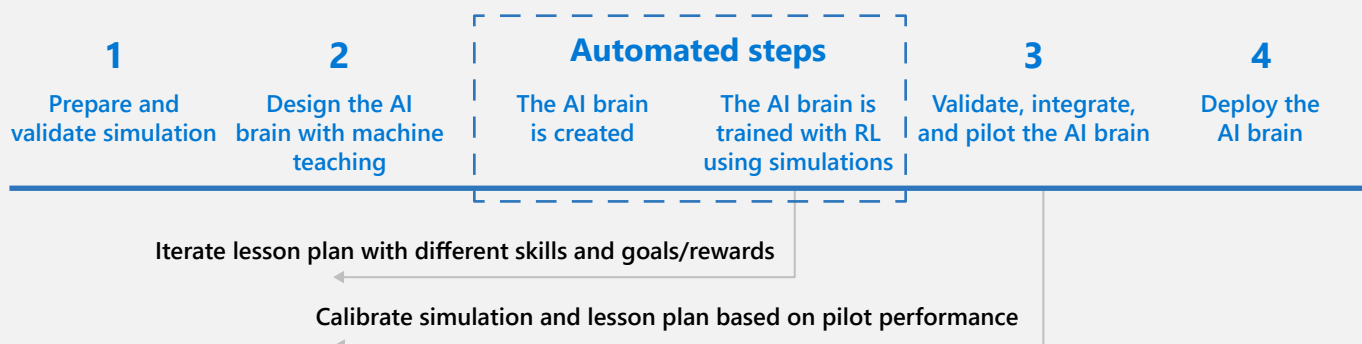 1
Prepare and
validate simulation
2
Design the AI
brain with machine
teaching
Automated steps
The AI brain
is created
The AI brain is
trained with RL
using simulations
3
Validate, integrate,
and pilot the AI brain
4
Deploy the
AI brain
Iterate lesson plan with different skills and goals/rewards
Calibrate simulation and lesson plan based on pilot performance